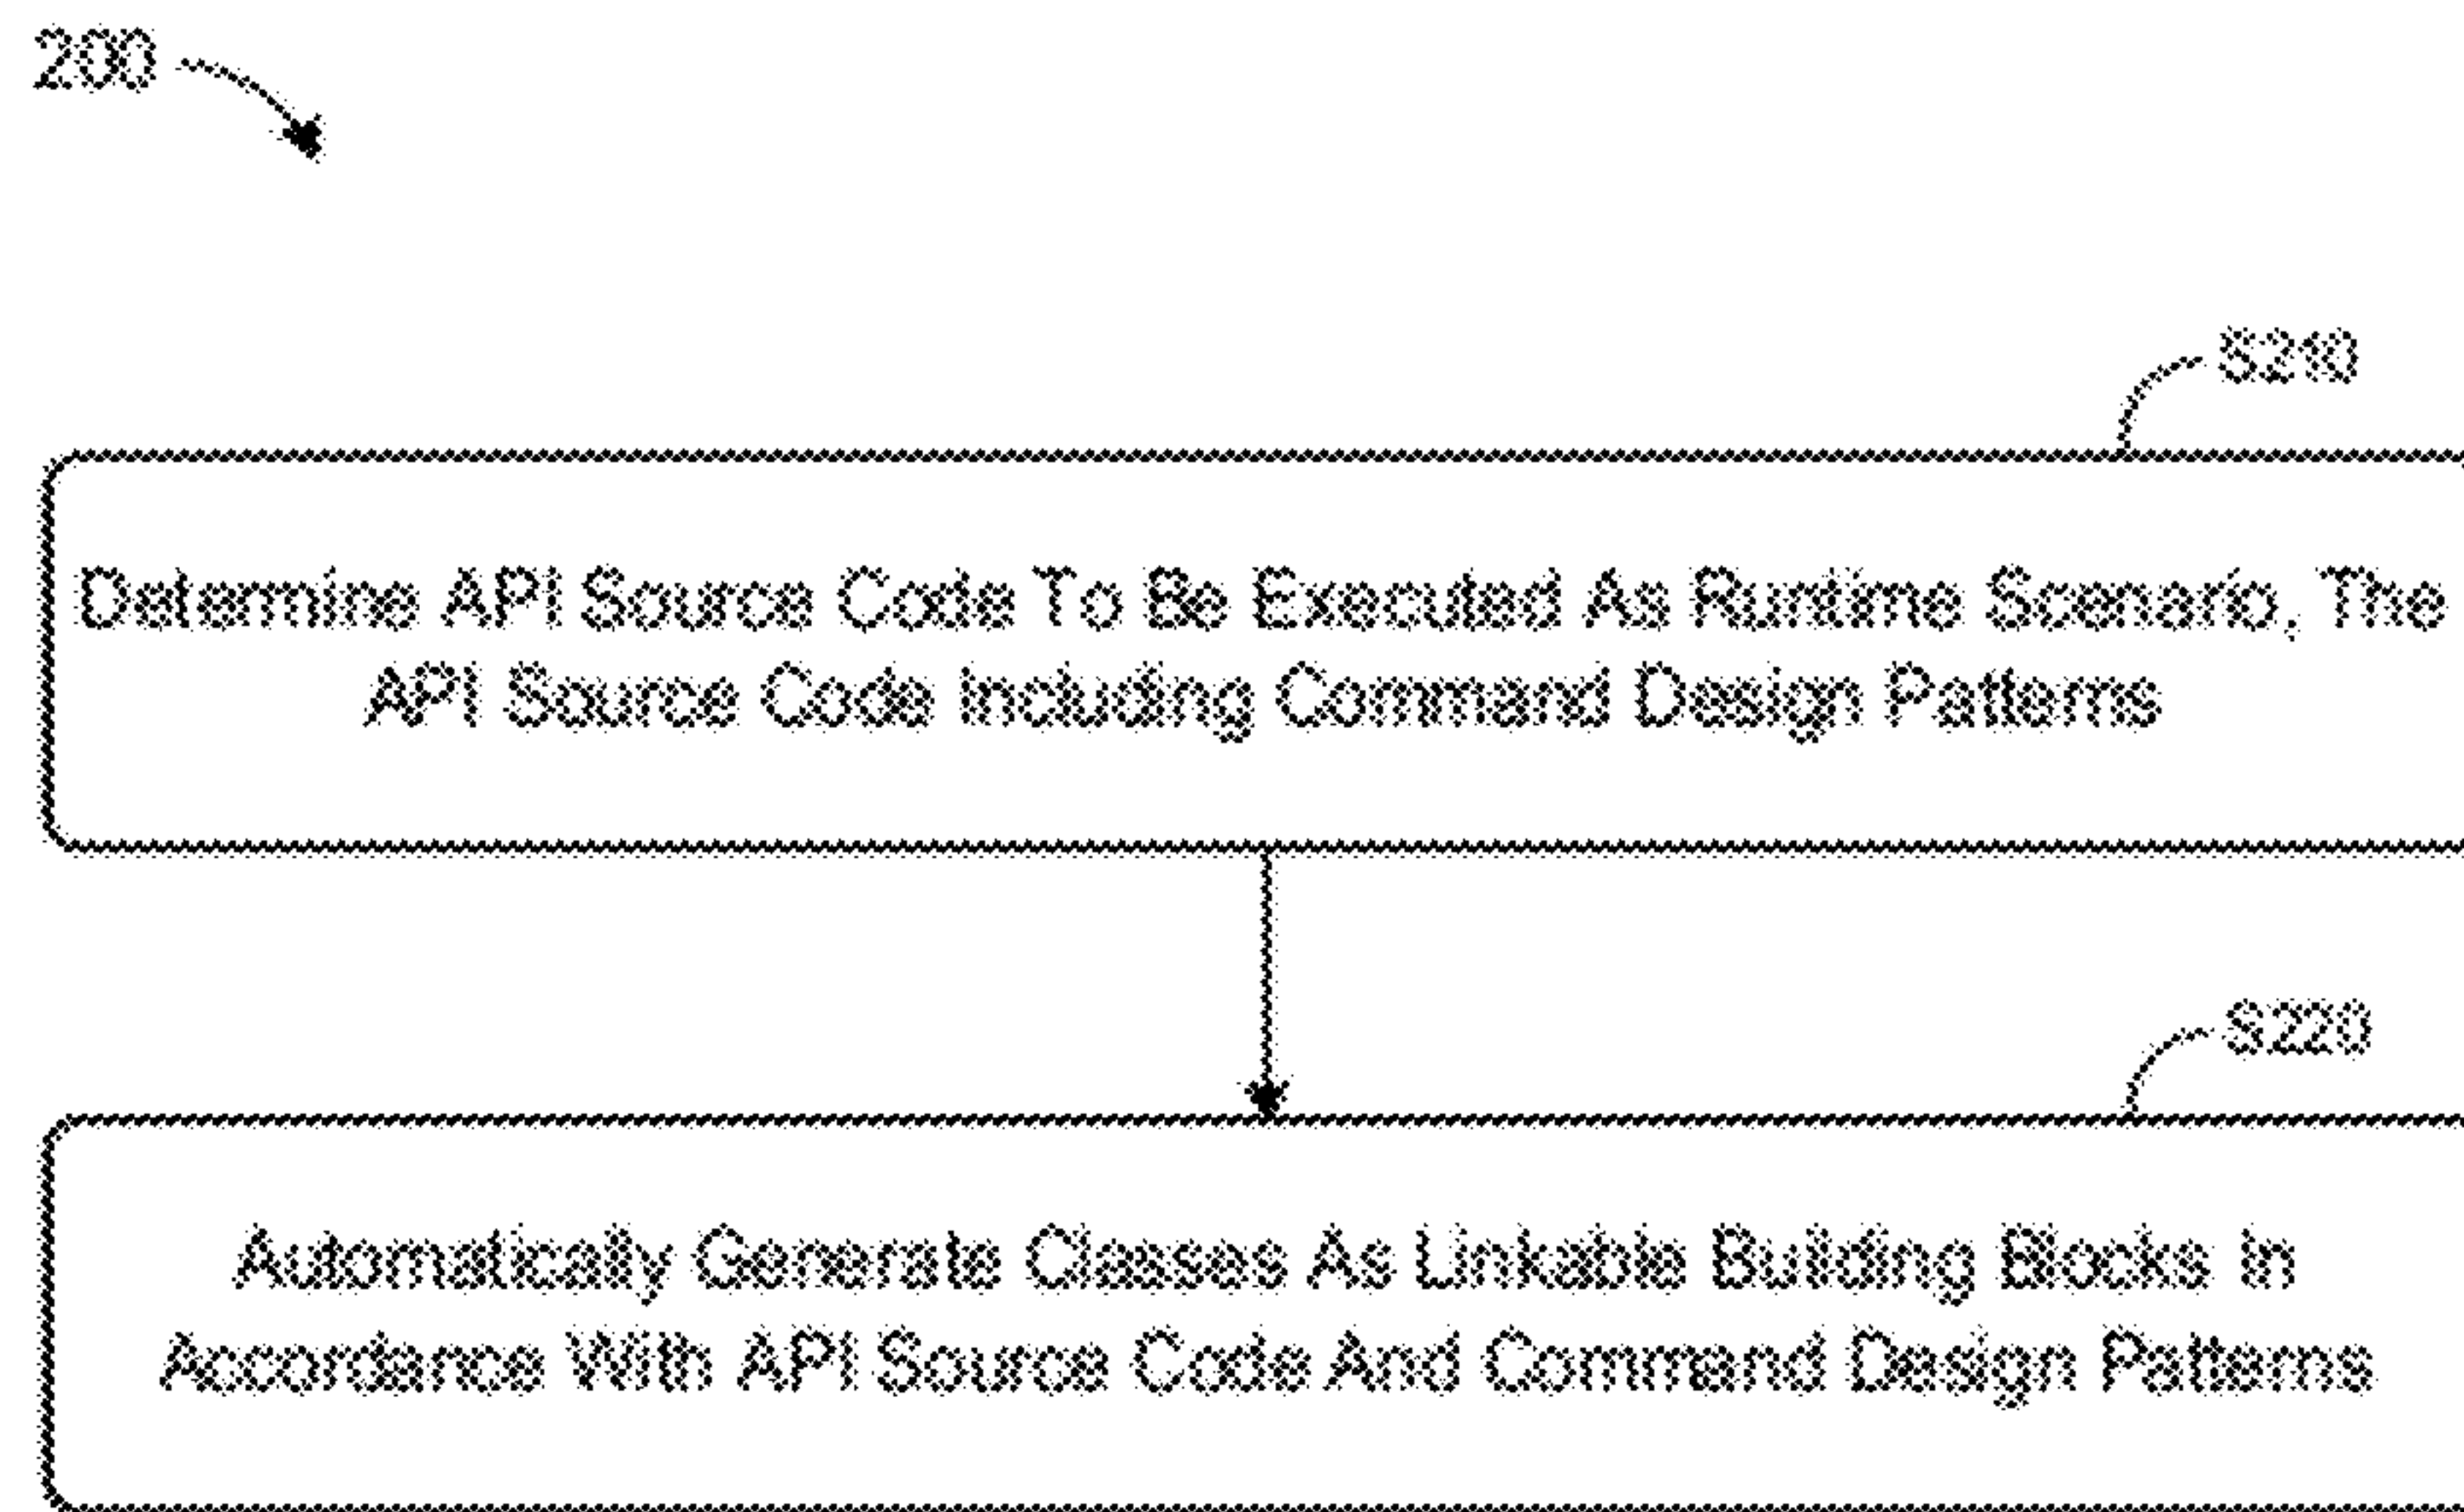 200
S210
Determine API Source Code To Be Executed As Runtime Scenario, The
API Source Code Including Command Design Patterns
S220
Automatically Generate Classes As Linkable Building Blocks In
Accordance With API Source Code And Command Design Patterns